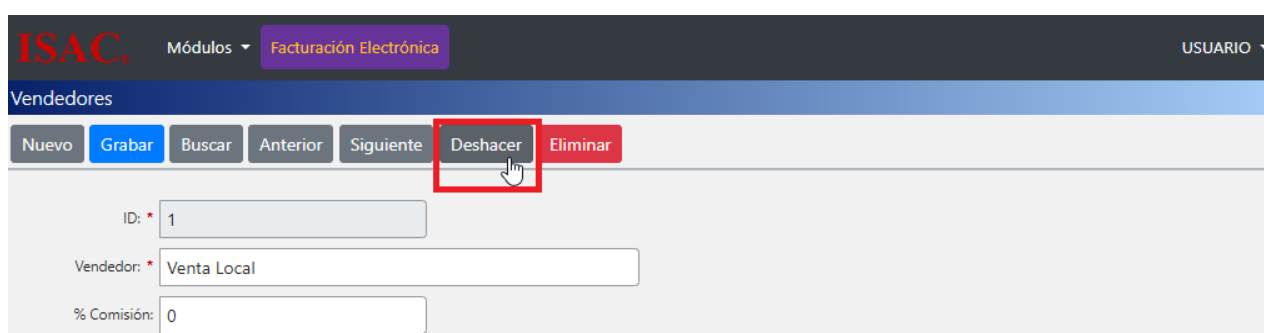 ISAC® Módulos Facturación Electrónica USUARIO
Vendedores
Nuevo Grabar Buscar Anterior Siguiente Deshacer Eliminar
ID: * 1
Vendedor: * Venta Local
% Comisión: 0